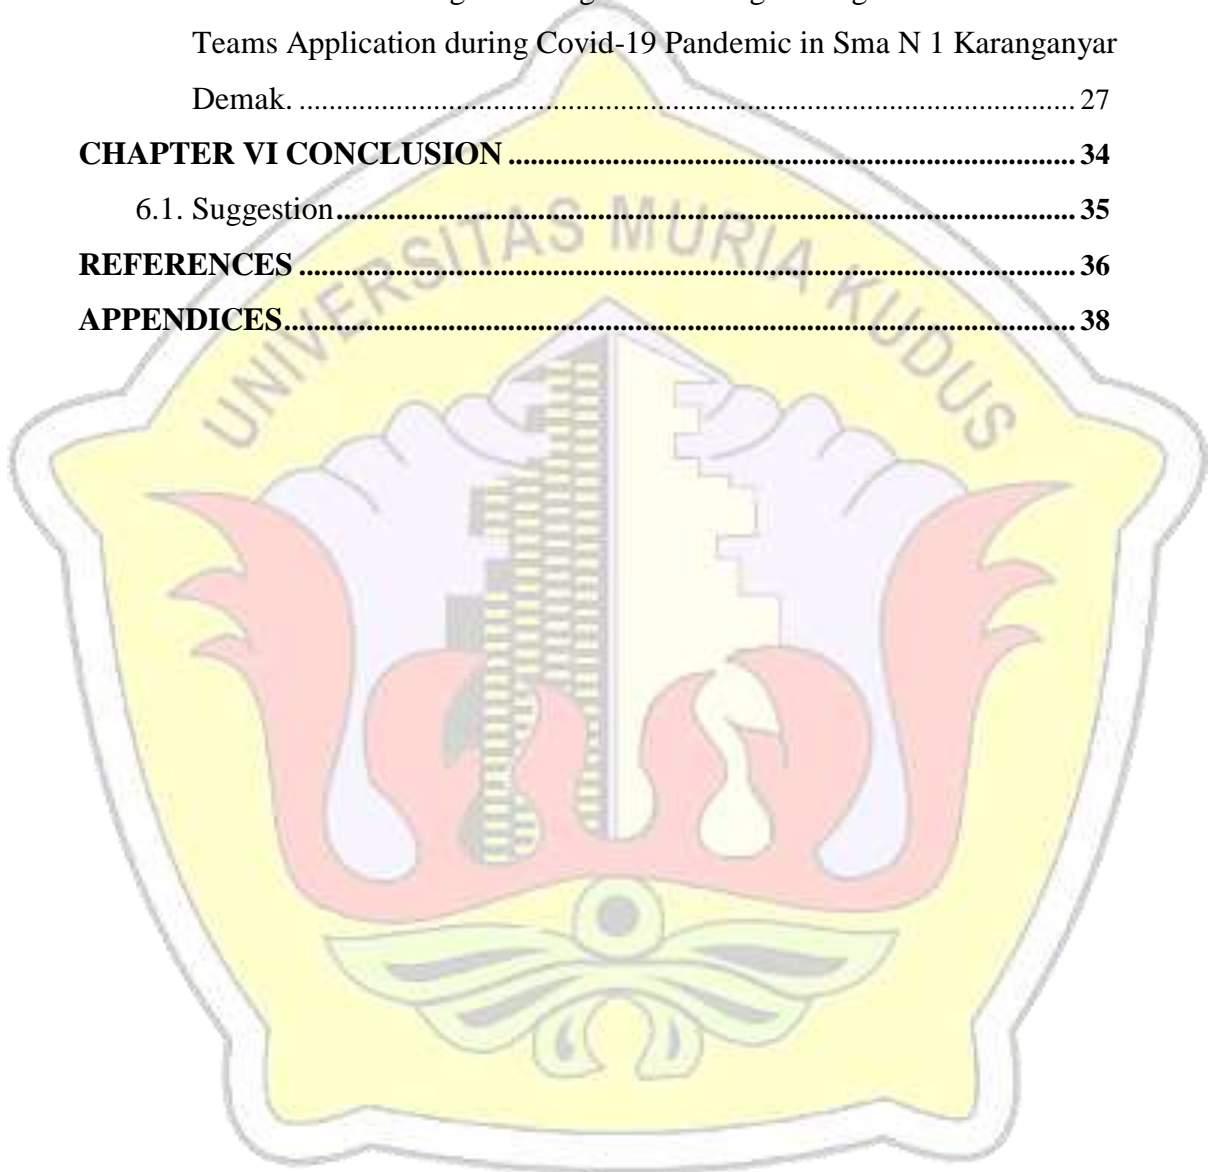 Teams Application during Covid-19 Pandemic in Sma N 1 Karanganyar
Demak. ................................................................................................ 27
CHAPTER VI CONCLUSION ....................................................................... 34
6.1. Suggestion............................................................................................ 35
REFERENCES ................................................................................................. 36
APPENDICES................................................................................................... 38
UNIVERSITAS MURIA KUDUS